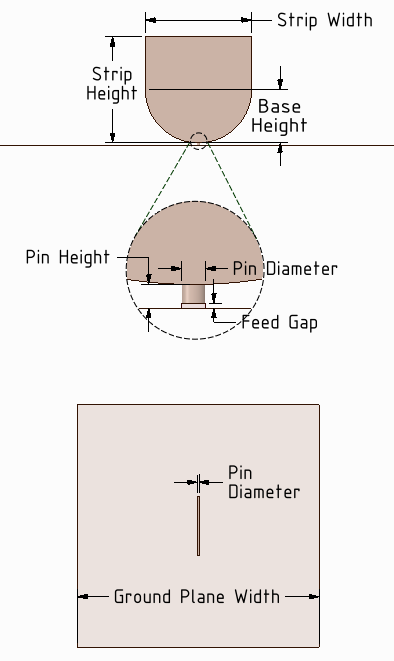 Strip Width
Strip
Height
Base
Height
Pin Height
Pin Diameter
Feed Gap
Pin
Diameter
Ground Plane Width